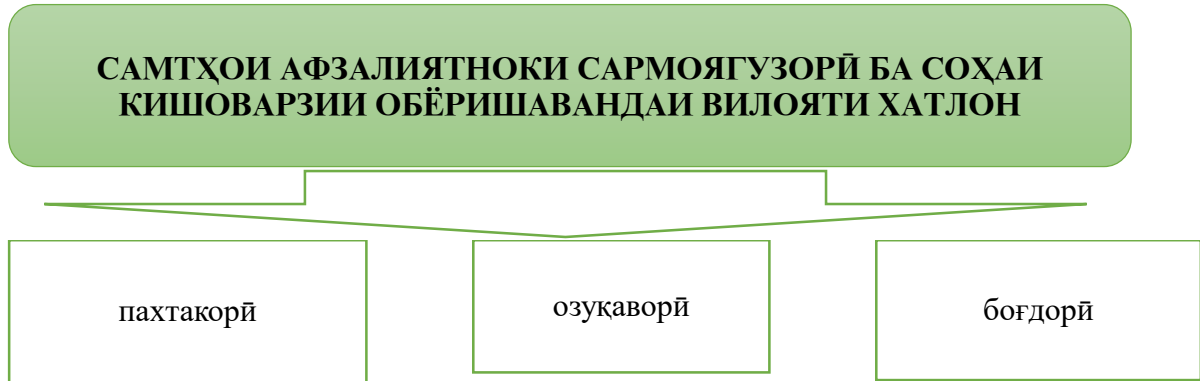 САМТҲОИ АФЗАЛИЯТНОКИ САРМОЯГУЗОРӢ БА СОҲАИ
КИШОВАРЗИИ ОБЁРИШАВАНДАИ ВИЛОЯТИ ХАТЛОН
пахтакорӣ
озуқаворӣ
боғдорӣ